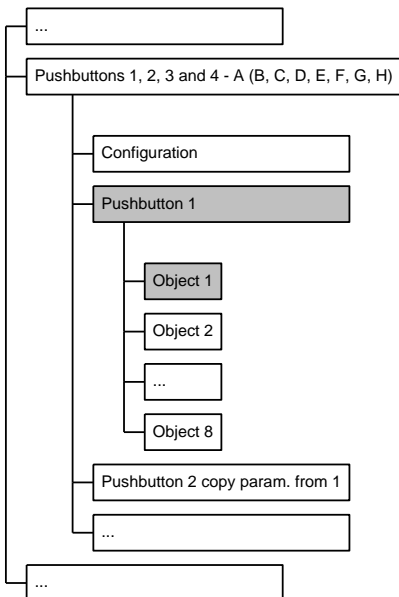 ...
Pushbuttons 1, 2, 3 and 4 - A (B, C, D, E, F, G, H)
Configuration
Pushbutton 1
Object 1
Object 2
...
Object 8
Pushbutton 2 copy param. from 1
...
...